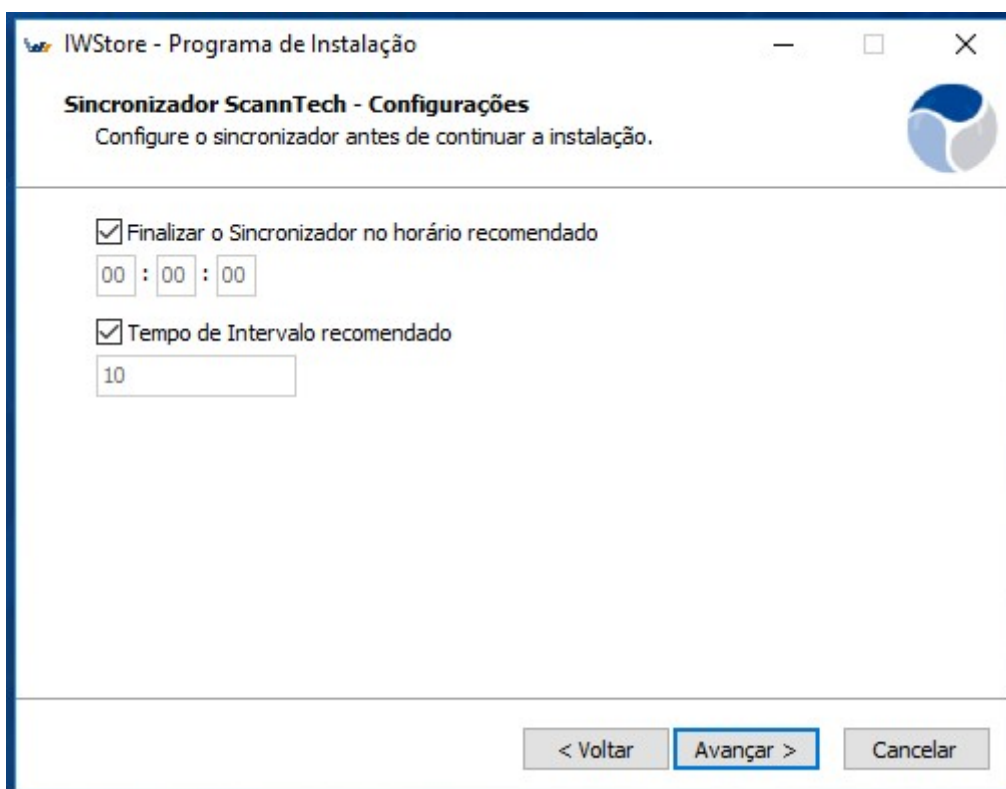 IWStore - Programa de Instalação
Sincronizador ScannTech - Configurações
Configure o sincronizador antes de continuar a instalação.
Finalizar o Sincronizador no horário recomendado
00 : 00 : 00
Tempo de Intervalo recomendado
10
< Voltar Avançar > Cancelar